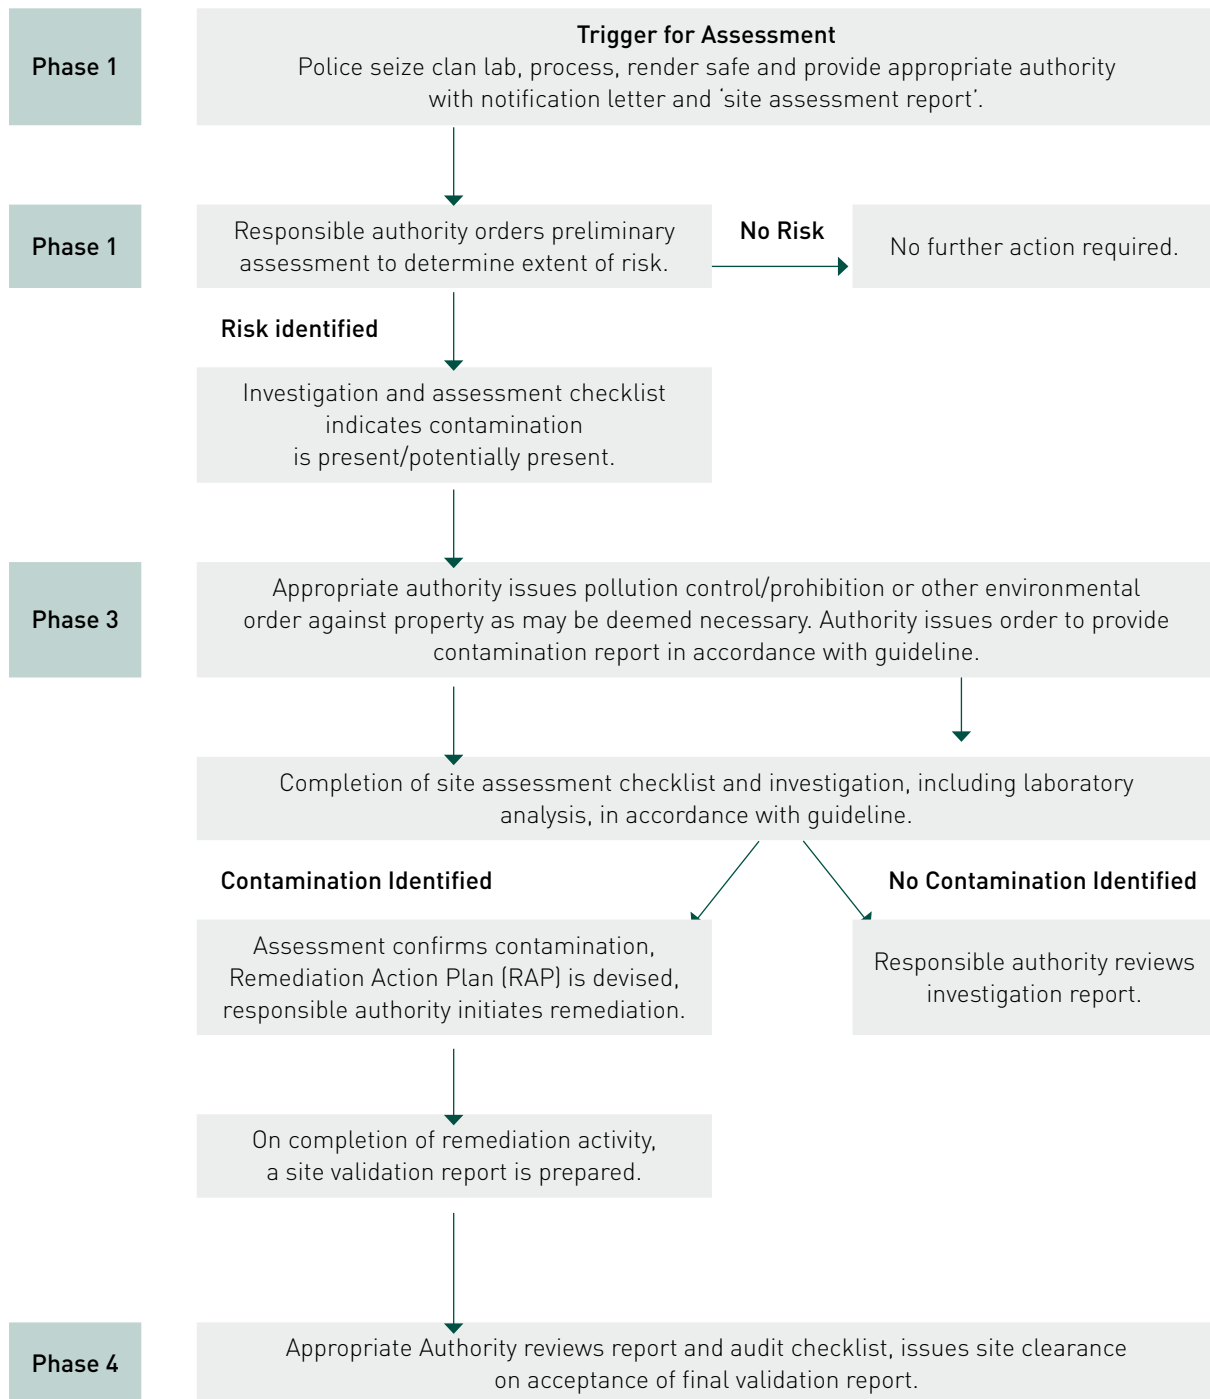 Phase 1
Trigger for Assessment
Police seize clan lab, process, render safe and provide appropriate authority
with notification letter and ‘site assessment report’.
Phase 1
Responsible authority orders preliminary
assessment to determine extent of risk.
No Risk
No further action required.
Risk identified
Investigation and assessment checklist
indicates contamination
is present/potentially present.
Phase 3
Appropriate authority issues pollution control/prohibition or other environmental
order against property as may be deemed necessary. Authority issues order to provide
contamination report in accordance with guideline.
Completion of site assessment checklist and investigation, including laboratory
analysis, in accordance with guideline.
Contamination Identified
No Contamination Identified
Assessment confirms contamination,
Remediation Action Plan (RAP) is devised,
responsible authority initiates remediation.
Responsible authority reviews
investigation report.
On completion of remediation activity,
a site validation report is prepared.
Phase 4
Appropriate Authority reviews report and audit checklist, issues site clearance
on acceptance of final validation report.